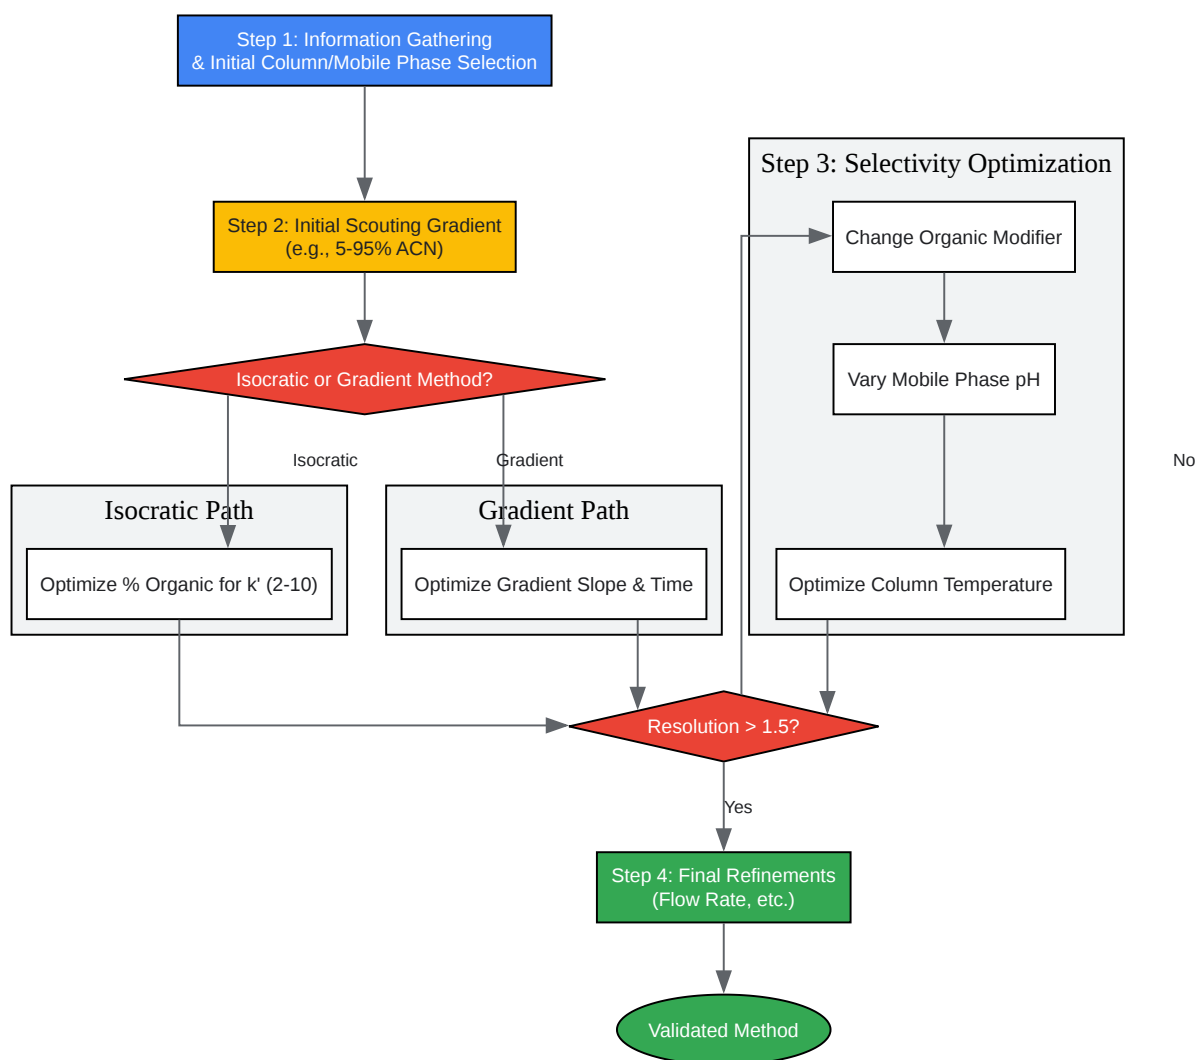 Step 1: Information Gathering
& Initial Column/Mobile Phase Selection
Step 2: Initial Scouting Gradient
(e.g., 5-95% ACN)
Isocratic or Gradient Method?
Isocratic
Gradient
Isocratic Path
Optimize % Organic for k' (2-10)
Gradient Path
Optimize Gradient Slope & Time
Step 3: Selectivity Optimization
Change Organic Modifier
Vary Mobile Phase pH
Optimize Column Temperature
No
Resolution > 1.5?
Yes
Step 4: Final Refinements
(Flow Rate, etc.)
Validated Method